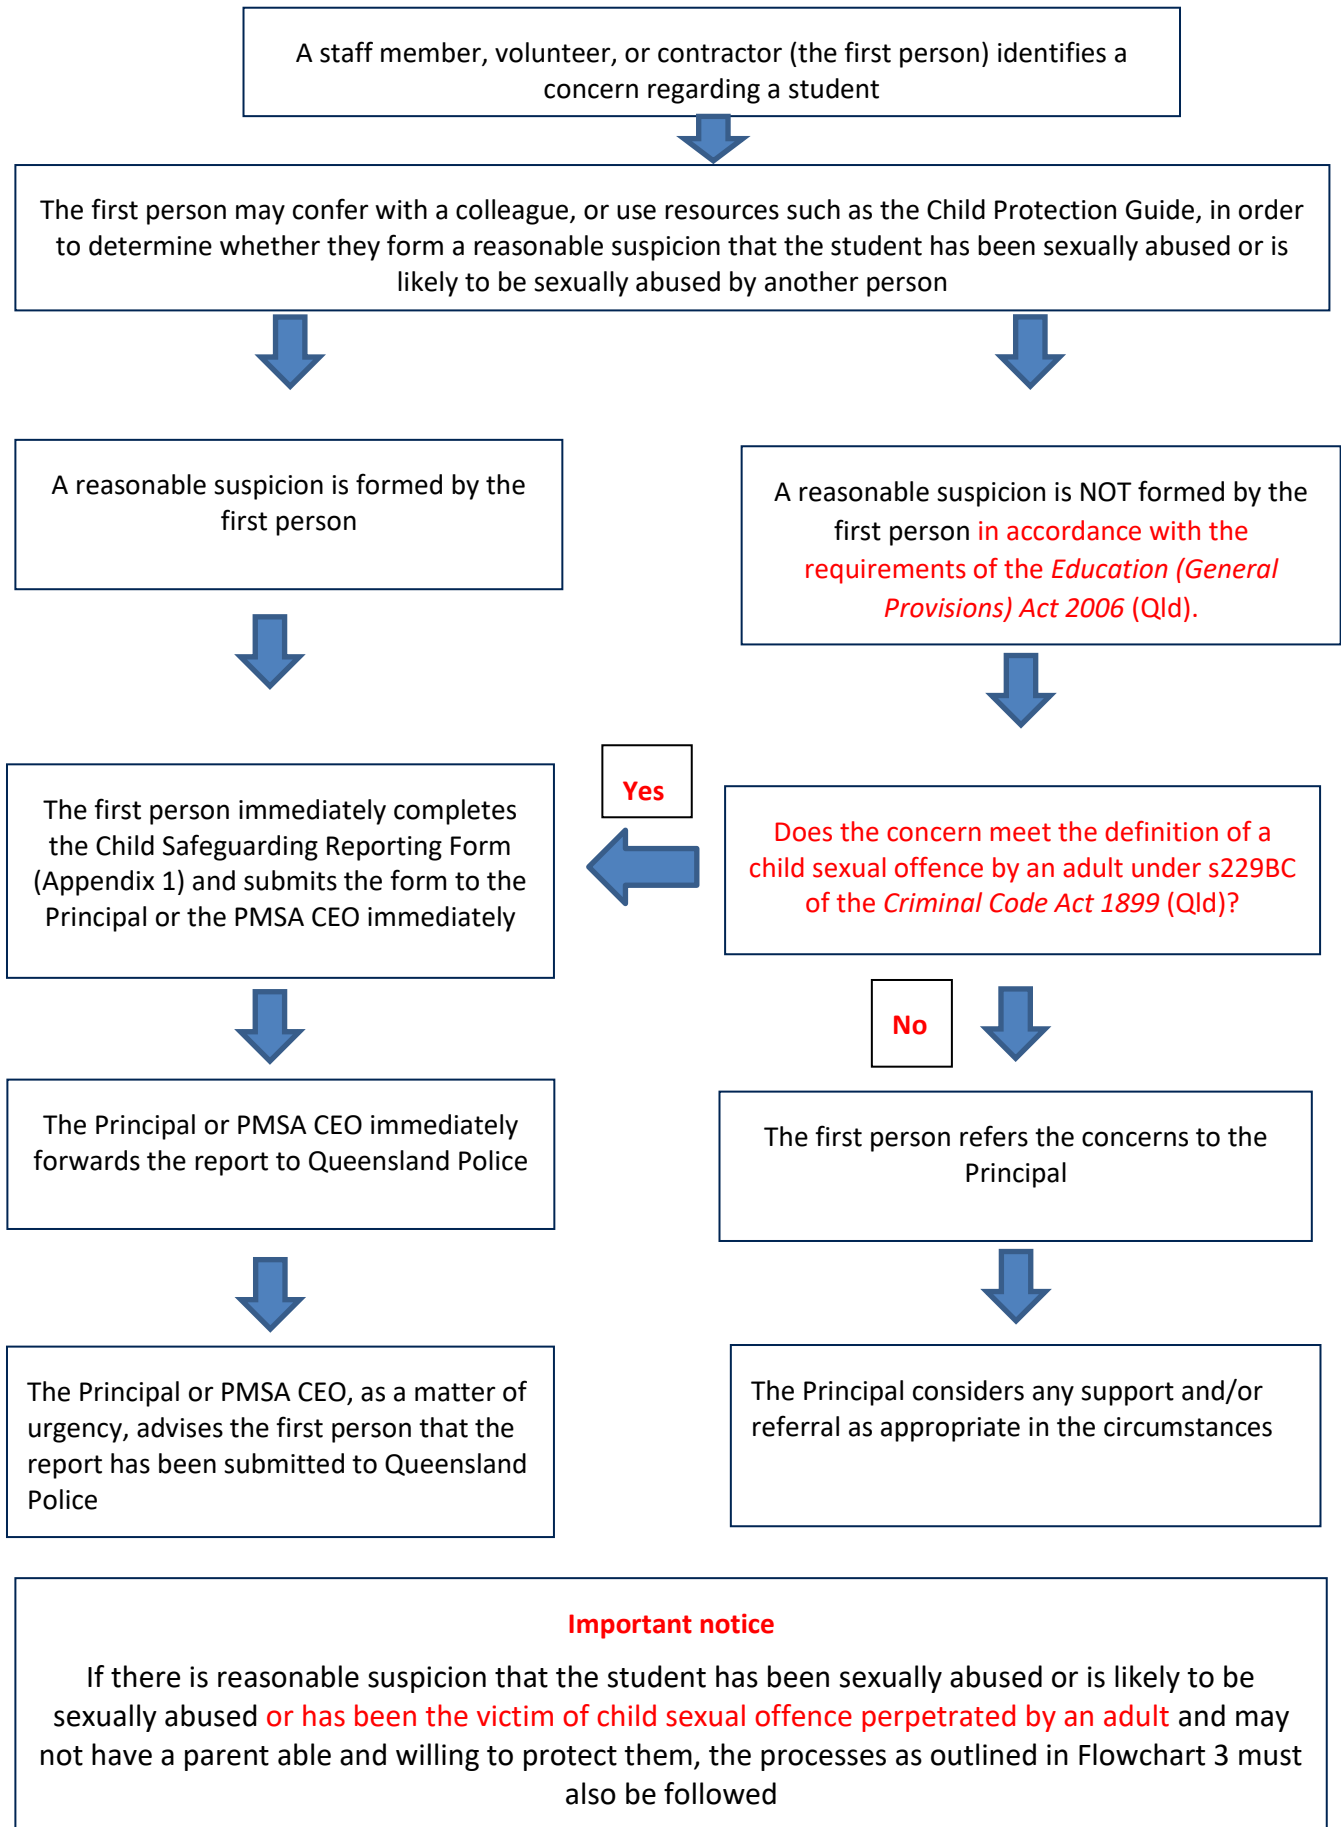 A staff member, volunteer, or contractor (the first person) identifies a
concern regarding a student
The first person may confer with a colleague, or use resources such as the Child Protection Guide, in order
to determine whether they form a reasonable suspicion that the student has been sexually abused or is
likely to be sexually abused by another person
A reasonable suspicion is formed by the
first person
A reasonable suspicion is NOT formed by the
first person in accordance with the
requirements of the Education (General
Provisions) Act 2006 (Qld).
The first person immediately completes
the Child Safeguarding Reporting Form
(Appendix 1) and submits the form to the
Principal or the PMSA CEO immediately
Yes
Does the concern meet the definition of a
child sexual offence by an adult under s229BC
of the Criminal Code Act 1899 (Qld)?
No
The Principal or PMSA CEO immediately
forwards the report to Queensland Police
The first person refers the concerns to the
Principal
The Principal or PMSA CEO, as a matter of
urgency, advises the first person that the
report has been submitted to Queensland
Police
The Principal considers any support and/or
referral as appropriate in the circumstances
Important notice
If there is reasonable suspicion that the student has been sexually abused or is likely to be
sexually abused or has been the victim of child sexual offence perpetrated by an adult and may
not have a parent able and willing to protect them, the processes as outlined in Flowchart 3 must
also be followed